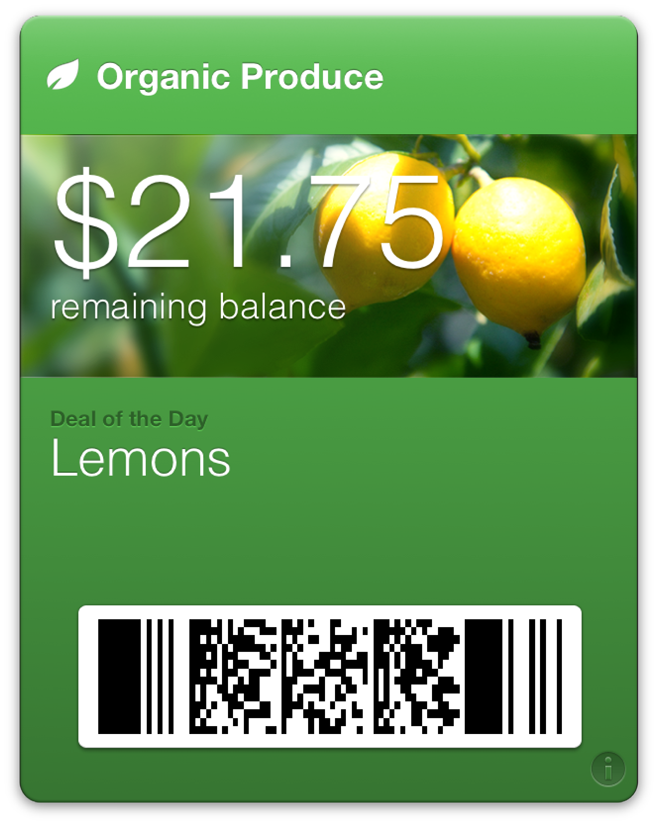 Organic Produce
$21.75
remaining balance
Deal of the Day
Lemons
i